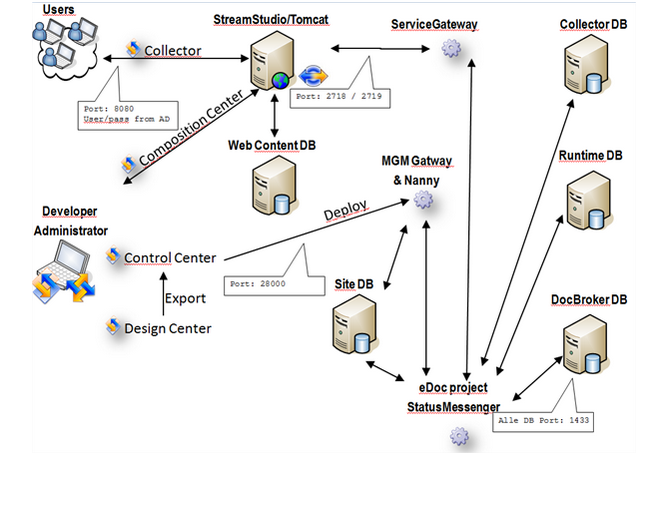 Users
StreamStudio/Tomcat
ServiceGateway
Collector DB
Collector
Port: 8080
User/pass from AD
Port: 2718 / 2719
Composition Center
Web Content DB
MGM Gatway
& Nanny
Runtime DB
Developer
Administrator
Deploy
Control Center
Port: 28000
Export
Design Center
Site DB
DocBroker DB
eDoc project
StatusMessenger
Alle DB Port: 1433